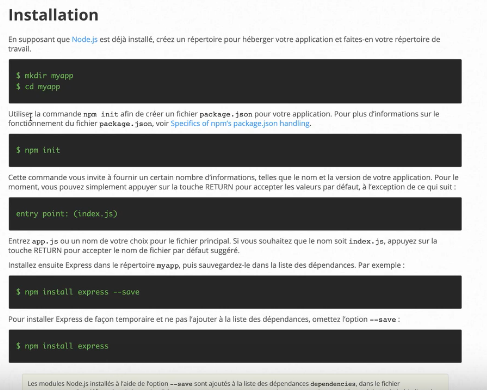 Installation
En supposant que Node.js est déjà installé, créez un répertoire pour héberger votre application et faites-en votre répertoire de
travail.
$ mkdir myapp
$ cd myapp
Utiliser la commande npm init afin de créer un fichier package.json pour votre application. Pour plus d'informations sur le
fonctionnement du fichier package.json, voir Specifics of npm's package.json handling.
$ npm init
Cette commande vous invite à fournir un certain nombre d'informations, telles que le nom et la version de votre application. Pour le
moment, vous pouvez simplement appuyer sur la touche RETURN pour accepter les valeurs par défaut, à l'exception de ce qui suit :
entry point: (index.js)
Entrez app.js ou un nom de votre choix pour le fichier principal. Si vous souhaitez que le nom soit index.js, appuyez sur la
touche RETURN pour accepter le nom de fichier par défaut suggéré.
Installez ensuite Express dans le répertoire myapp, puis sauvegardez-le dans la liste des dépendances. Par exemple :
$ npm install express --save
Pour installer Express de façon temporaire et ne pas l'ajouter à la liste des dépendances, omettez l'option --save :
$ npm install express
Les modules Node.js installés à l'aide de l'option --save sont ajoutés à la liste des dépendances dependencies, dans le fichier